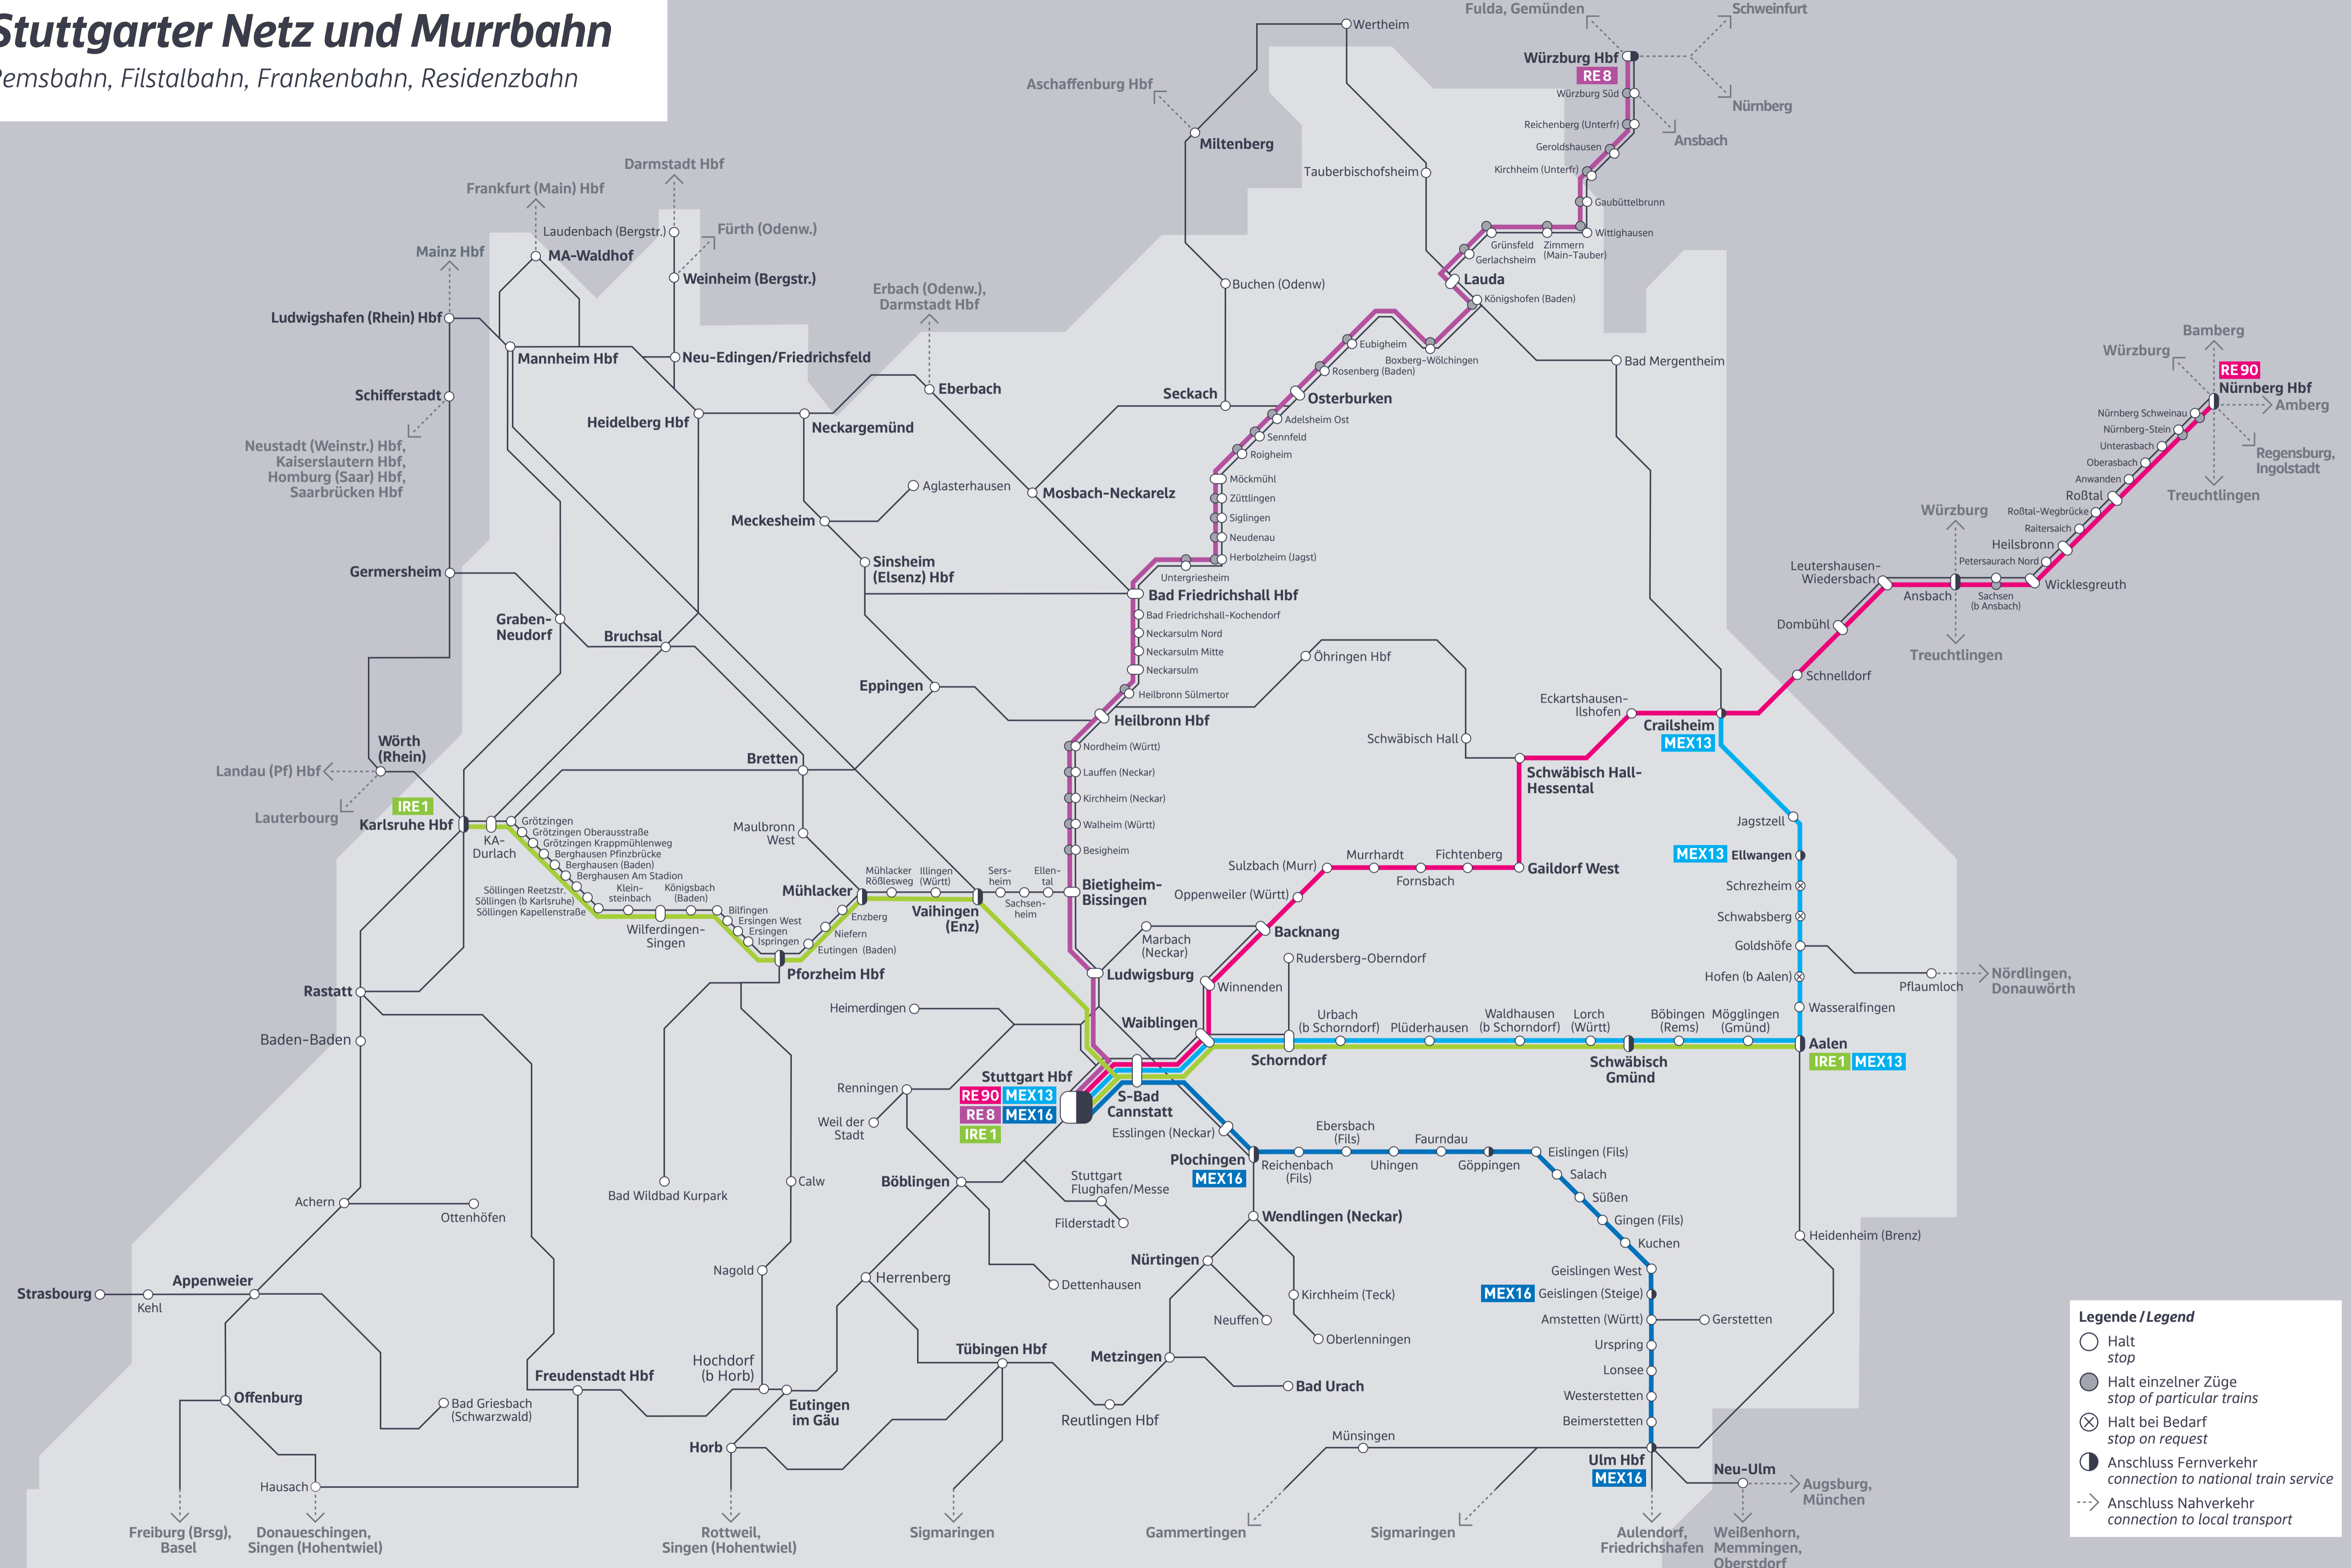 Stuttgarter Netz und Murrbahn
Remsbahn, Filstalbahn, Frankenbahn, Residenzbahn
Wertheim
Fulda, Gemünden
Schweinfurt
Würzburg Hbf
RE 8
Würzburg Süd
Nürnberg
Ansbach
Reichenberg (Unterfr)
Geroldshausen
Kirchheim (Unterfr)
Gaubüttelbrunn
Wittighausen
Zimmern
(Main-Tauber)
Grünsfeld
Gerlachsheim
Lauda
Königshofen (Baden)
Aschaffenburg Hbf
Miltenberg
Tauberbischofsheim
Buchen (Odenw)
Darmstadt Hbf
Frankfurt (Main) Hbf
Laudenbach (Bergstr.)
Fürth (Odenw.)
Mainz Hbf
MA-Waldhof
Weinheim (Bergstr.)
Erbach (Odenw.),
Darmstadt Hbf
Ludwigshafen (Rhein) Hbf
Mannheim Hbf
Neu-Edingen/Friedrichsfeld
Schifferstadt
Heidelberg Hbf
Neckargemünd
Eberbach
Neustadt (Weinstr.) Hbf,
Kaiserslautern Hbf,
Homburg (Saar) Hbf,
Saarbrücken Hbf
Seckach
Boxberg-Wölchingen
Eubigheim
Rosenberg (Baden)
Osterburken
Adelsheim Ost
Sennfeld
Roigheim
Möckmühl
Züttlingen
Siglingen
Neudenau
Herbolzheim (Jagst)
Untergriesheim
Bad Mergentheim
Bamberg
Würzburg
RE 90
Nürnberg Hbf
Amberg
Regensburg,
Ingolstadt
Treuchtlingen
Nürnberg Schweinau
Nürnberg-Stein
Unterasbach
Oberasbach
Anwanden
Roßtal
Roßtal-Wegbrücke
Raitersaich
Heilsbronn
Petersaurach Nord
Wicklesgreuth
Sachsen
(b Ansbach)
Würzburg
Ansbach
Treuchtlingen
Leutershausen-
Wiedersbach
Dombühl
Schnelldorf
Aglasterhausen
Meckesheim
Mosbach-Neckarelz
Sinsheim
(Elsenz) Hbf
Germersheim
Graben-
Neudorf
Bruchsal
Eppingen
Bad Friedrichshall Hbf
Bad Friedrichshall-Kochendorf
Neckarsulm Nord
Neckarsulm Mitte
Neckarsulm
Heilbronn Sülmertor
Heilbronn Hbf
Öhringen Hbf
Schwäbisch Hall
Eckartshausen-
Ilshofen
Crailsheim
MEX13
Schwäbisch Hall-
Hessental
Wörth
(Rhein)
Landau (Pf) Hbf
Lauterbourg
IRE 1
Karlsruhe Hbf
KA-
Durlach
Bretten
Maulbronn
West
Grötzingen
Grötzingen Oberausstraße
Grötzingen Krappmühlenweg
Berghausen Pfinzbrücke
Berghausen (Baden)
Berghausen Am Stadion
Söllingen Reetzstr.
Söllingen (b Karlsruhe)
Söllingen Kapellenstraße
Klein-
steinbach
Königsbach
(Baden)
Wilferdingen-
Singen
Bilfingen
Ersingen West
Ersingen
Ispringen
Pforzheim Hbf
Eutingen (Baden)
Niefern
Enzberg
Mühlacker
Mühlacker
Rößlesweg
Illingen
(Württ)
Vaihingen
(Enz)
Sers-
heim
Sachsen-
heim
Ellen-
tal
Nordheim (Württ)
Lauffen (Neckar)
Kirchheim (Neckar)
Walheim (Württ)
Besigheim
Bietigheim-
Bissingen
Marbach
(Neckar)
Ludwigsburg
Sulzbach (Murr)
Murrhardt
Fornsbach
Fichtenberg
Gaildorf West
Oppenweiler (Württ)
Backnang
Winnenden
Rudersberg-Oberndorf
Waiblingen
Schorndorf
Urbach
(b Schorndorf)
Plüderhausen
Waldhausen
(b Schorndorf)
Lorch
(Württ)
Schwäbisch
Gmünd
Böbingen
(Rems)
Mögglingen
(Gmünd)
Aalen
IRE 1 MEX13
Jagstzell
MEX13 Ellwangen
Schrezheim
Schwabsberg
Goldshöfe
Hofen (b Aalen)
Wasseralfingen
Pflaumloch
Nördlingen,
Donauwörth
Rastatt
Baden-Baden
Heimerdingen
Renningen
Weil der
Stadt
Stuttgart Hbf
RE 90 MEX13
RE 8 MEX16
IRE 1
S-Bad
Cannstatt
Esslingen (Neckar)
Plochingen
MEX16
Reichenbach
(Fils)
Ebersbach
(Fils)
Uhingen
Faurndau
Göppingen
Eislingen (Fils)
Salach
Süßen
Gingen (Fils)
Kuchen
Geislingen West
MEX16 Geislingen (Steige)
Amstetten (Württ)
Gerstetten
Urspring
Lonsee
Westerstetten
Beimerstetten
Ulm Hbf
MEX16
Neu-Ulm
Augsburg,
München
Heidenheim (Brenz)
Achern
Ottenhöfen
Bad Wildbad Kurpark
Calw
Böblingen
Stuttgart
Flughafen/Messe
Filderstadt
Wendlingen (Neckar)
Nürtingen
Dettenhausen
Kirchheim (Teck)
Neuffen
Oberlenningen
Nagold
Herrenberg
Strasbourg
Kehl
Appenweier
Hochdorf
(b Horb)
Tübingen Hbf
Metzingen
Bad Urach
Freudenstadt Hbf
Offenburg
Bad Griesbach
(Schwarzwald)
Eutingen
im Gäu
Reutlingen Hbf
Horb
Münsingen
Hausach
Freiburg (Brsg),
Basel
Donaueschingen,
Singen (Hohentwiel)
Rottweil,
Singen (Hohentwiel)
Sigmaringen
Gammertingen
Sigmaringen
Aulendorf,
Friedrichshafen
Weißenhorn,
Memmingen,
Oberstdorf
Legende / Legend
Halt
stop
Halt einzelner Züge
stop of particular trains
Halt bei Bedarf
stop on request
Anschluss Fernverkehr
connection to national train service
Anschluss Nahverkehr
connection to local transport